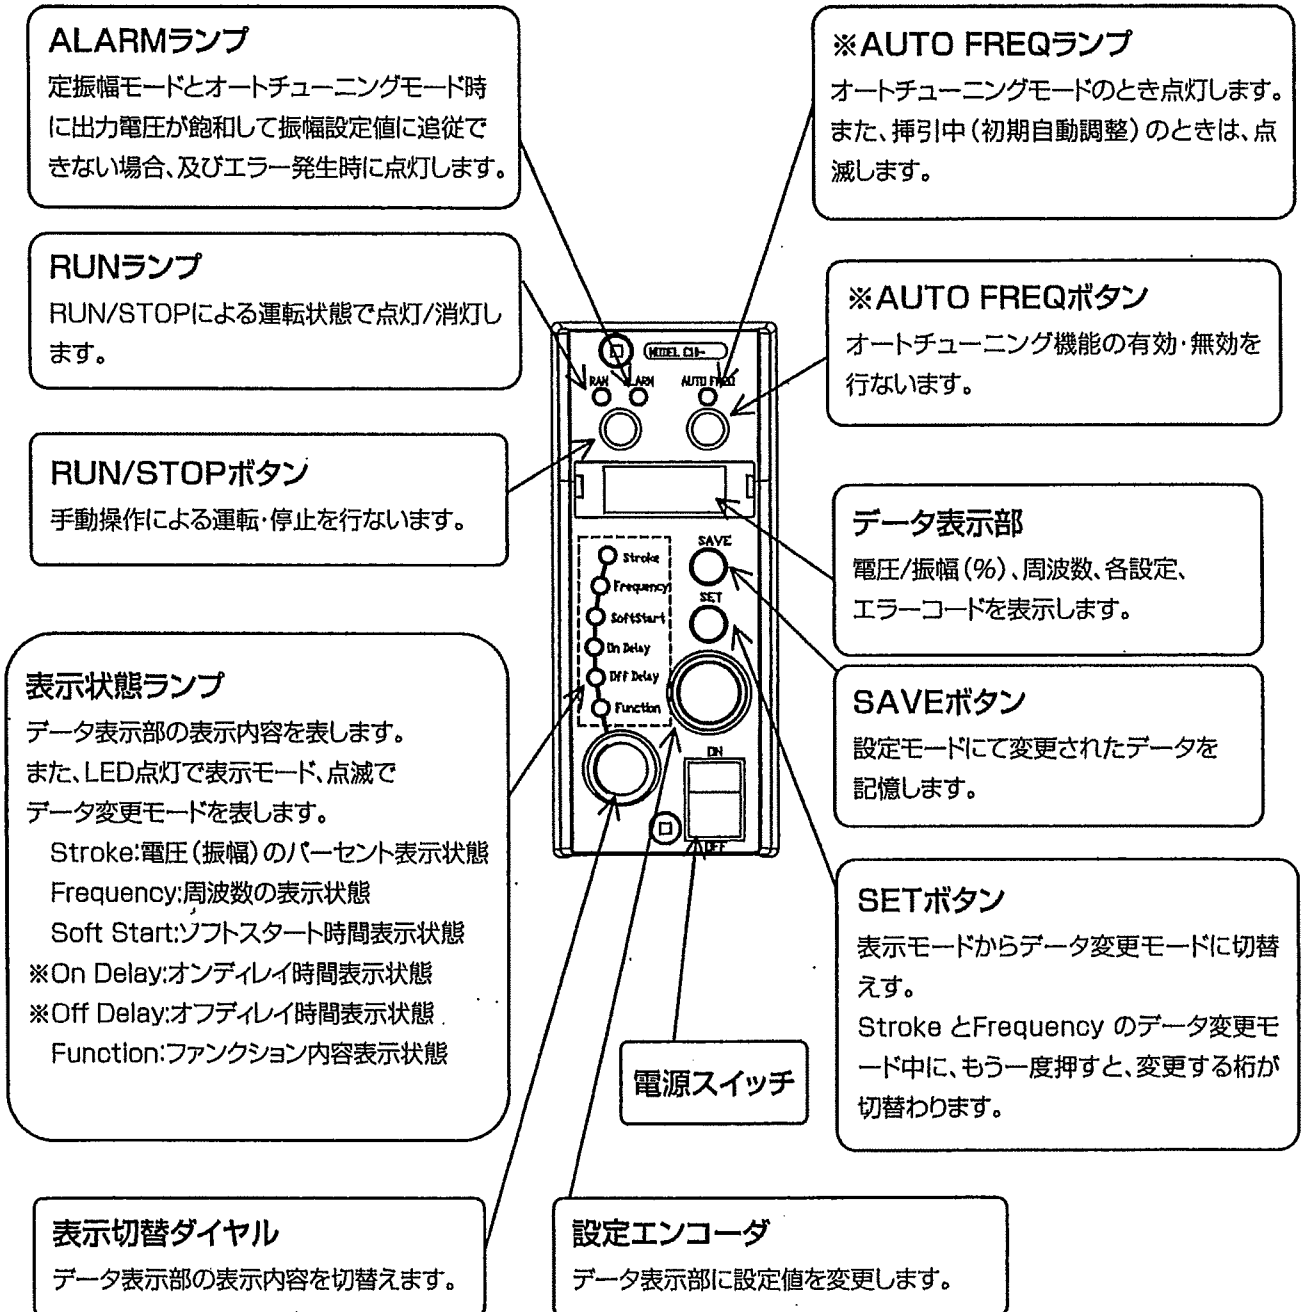 ALARMランプ
定振幅モードとオートチューニングモード時
に出力電圧が飽和して振幅設定値に追従で
きない場合、及びエラー発生時に点灯します。
※AUTO FREQランプ
オートチューニングモードのとき点灯します。
また、挿引中(初期自動調整)のときは、点
滅します。
RUNランプ
RUN/STOPによる運転状態で点灯/消灯し
ます。
※AUTO FREQボタン
オートチューニング機能の有効・無効を
行ないます。
RUN/STOPボタン
手動操作による運転・停止を行ないます。
MODEL C10-
RAN
ALARM
AUTO FREQ
SAVE
SET
Stroke
Frequency
SoftStart
On Delay
Off Delay
Function
ON
OFF
データ表示部
電圧/振幅(%)、周波数、各設定、
エラーコードを表示します。
表示状態ランプ
データ表示部の表示内容を表します。
また、LED点灯で表示モード、点滅で
データ変更モードを表します。
Stroke:電圧(振幅)のパーセント表示状態
Frequency:周波数の表示状態
Soft Start:ソフトスタート時間表示状態
※On Delay:オンディレイ時間表示状態
※Off Delay:オフディレイ時間表示状態
Function:ファンクション内容表示状態
SAVEボタン
設定モードにて変更されたデータを
記憶します。
SETボタン
表示モードからデータ変更モードに切替
えす。
Stroke とFrequency のデータ変更モ
ード中に、もう一度押すと、変更する桁が
切替わります。
電源スイッチ
表示切替ダイヤル
データ表示部の表示内容を切替えます。
設定エンコーダ
データ表示部に設定値を変更します。